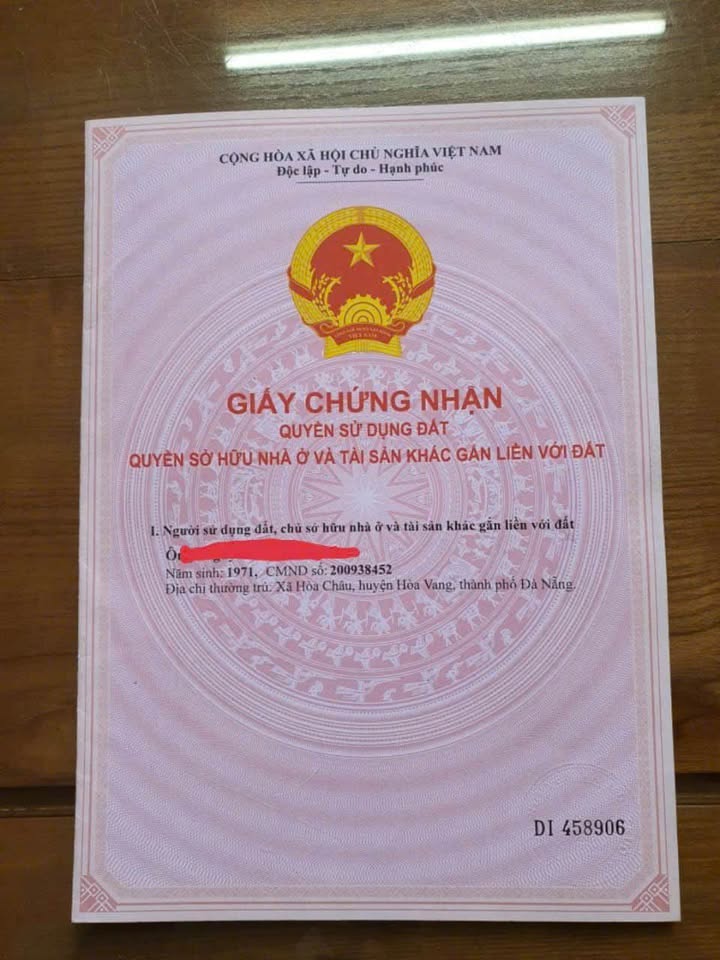 CỘNG HÒA XÃ HỘI CHỦ NGHĨA VIỆT NAM
Độc lập - Tự do - Hạnh phúc
GIẤY CHỨNG NHẬN
QUYỀN SỬ DỤNG ĐẤT
QUYỀN SỞ HỮU NHÀ Ở VÀ TÀI SẢN KHÁC GẮN LIỀN VỚI ĐẤT
I. Người sử dụng đất, chủ sở hữu nhà ở và tài sản khác gắn liền với đất
Năm sinh: 1971, CMND số: 200938452
Địa chỉ thường trú: Xã Hòa Châu, huyện Hòa Vang, thành phố Đà Nẵng.
DI 458906